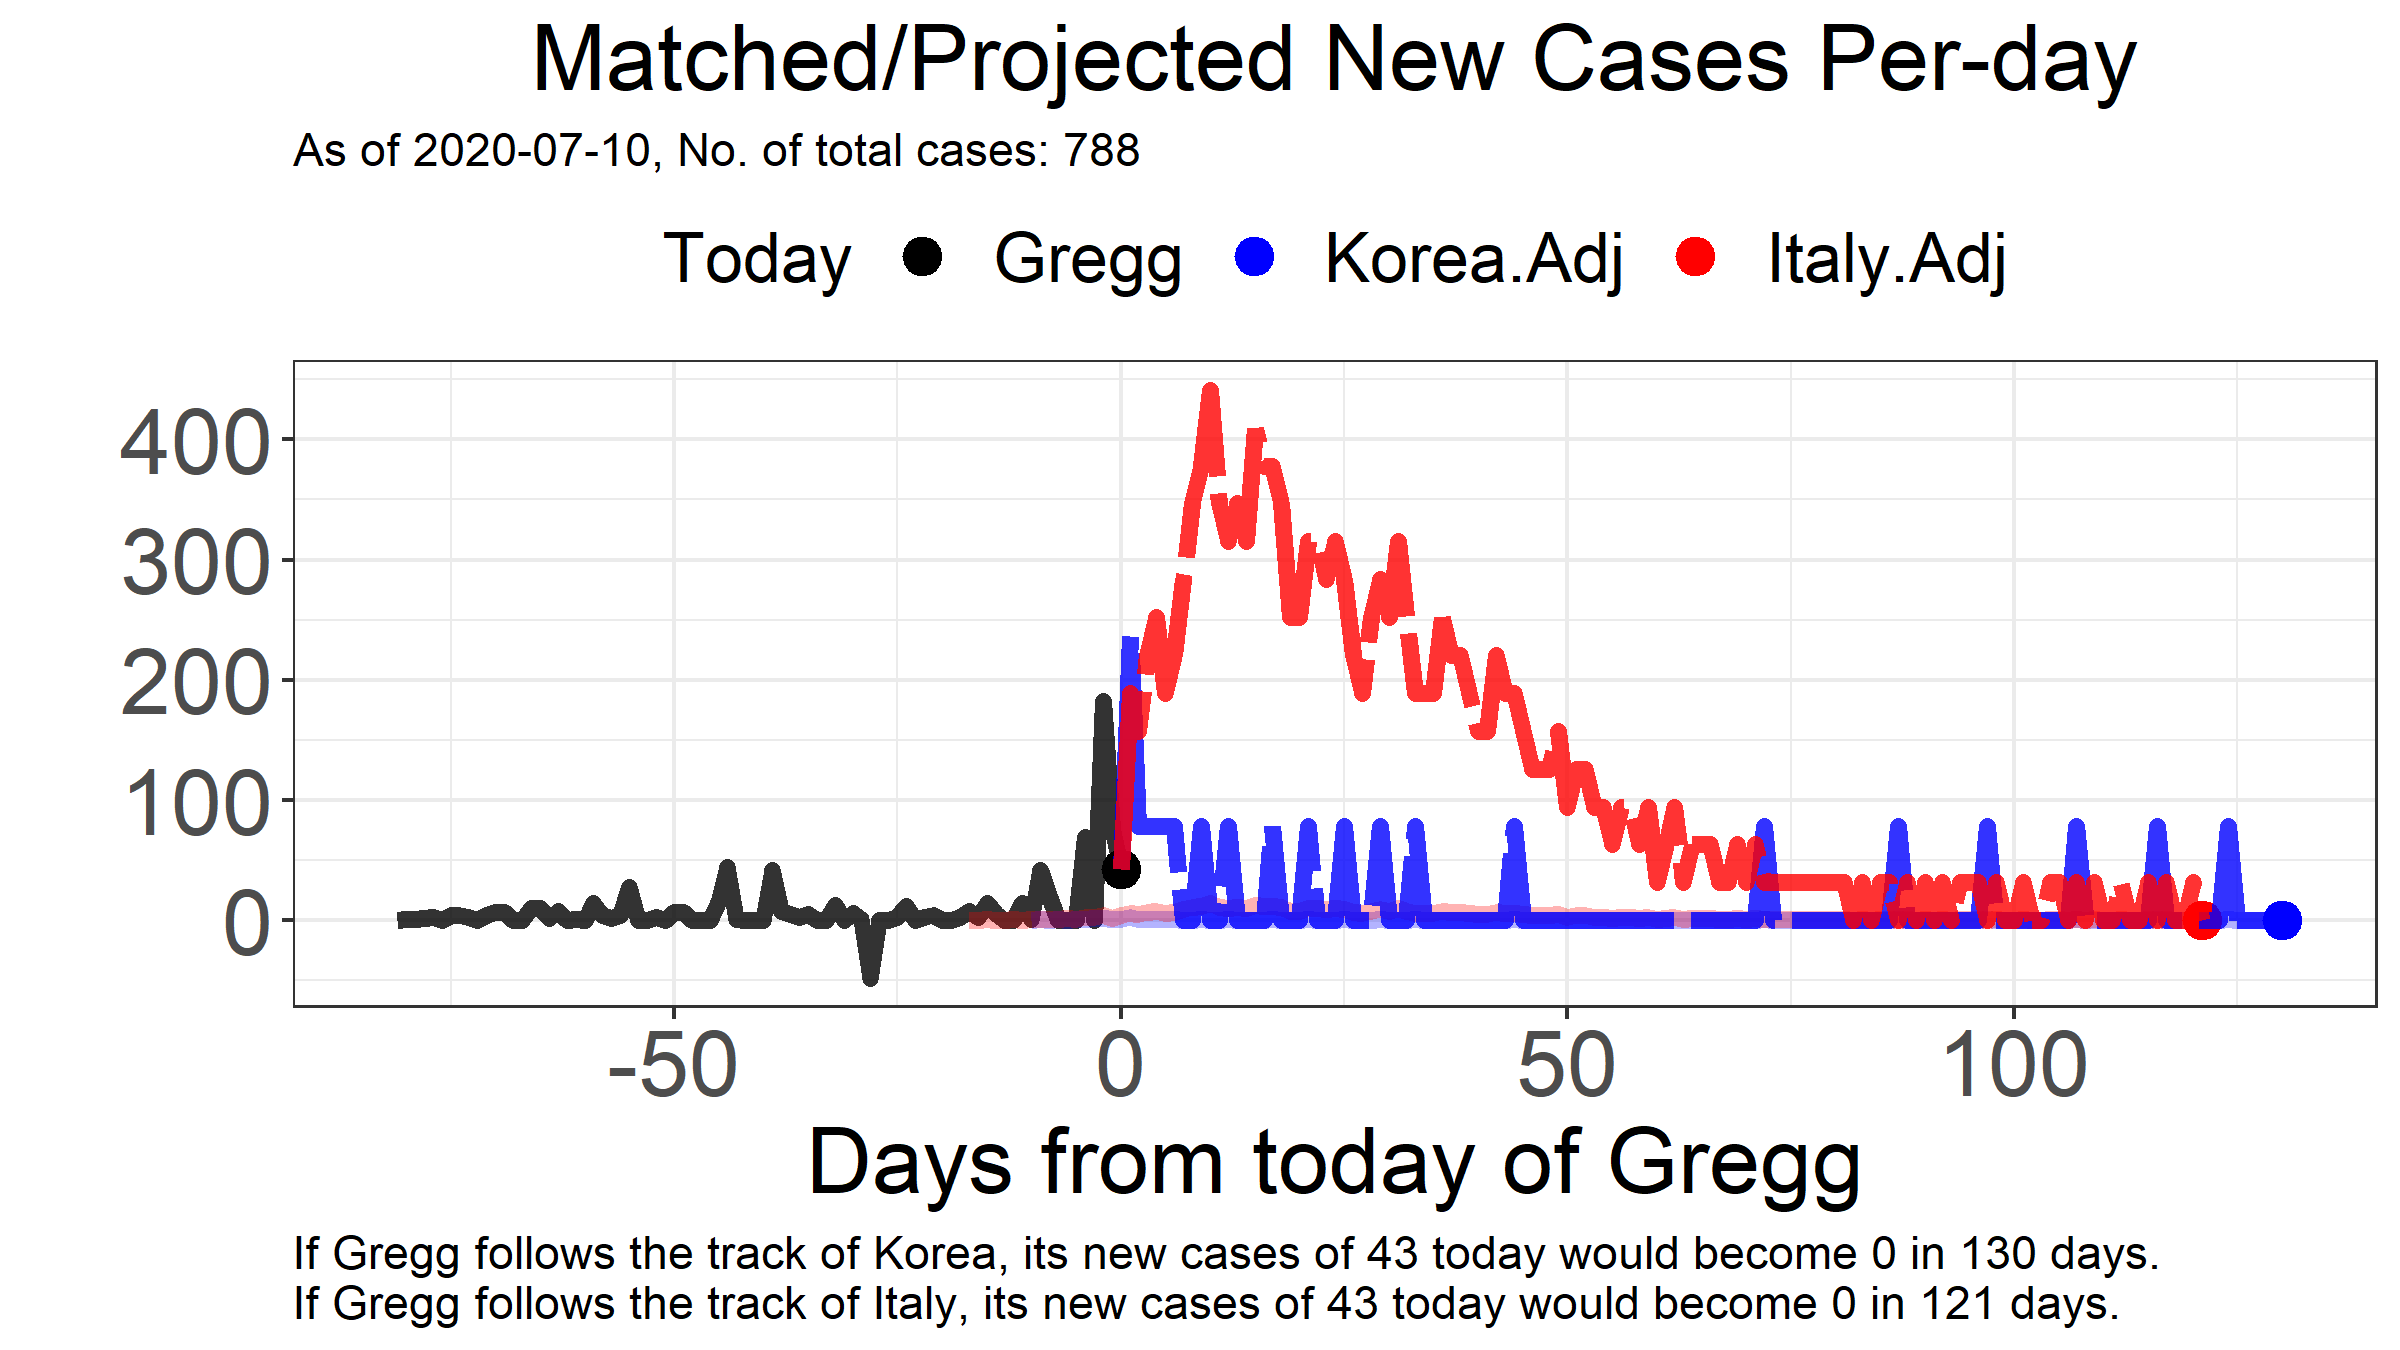 Matched/Projected New Cases Per-day
As of 2020-07-10, No. of total cases: 788
Today Gregg Korea.Adj Italy.Adj
400
300
200
100
0
-50 0 50 100
Days from today of Gregg
If Gregg follows the track of Korea, its new cases of 43 today would become 0 in 130 days.
If Gregg follows the track of Italy, its new cases of 43 today would become 0 in 121 days.